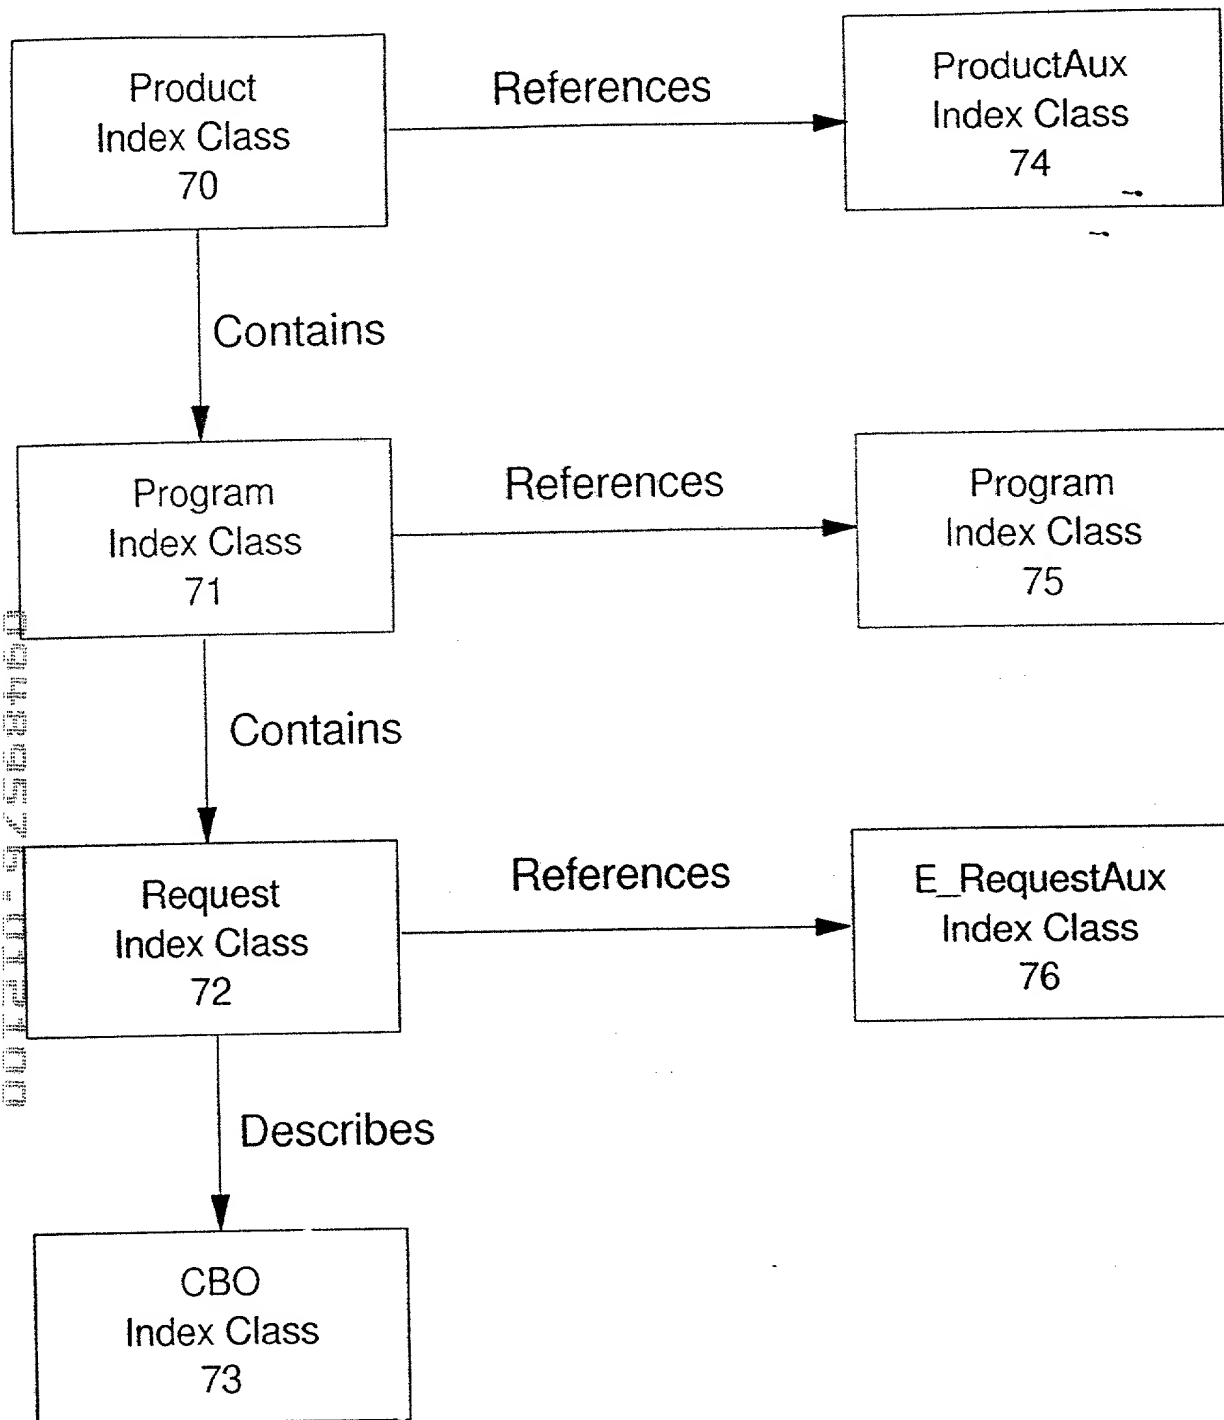 Product
Index Class
70
References
ProductAux
Index Class
74
Contains
Program
Index Class
71
References
Program
Index Class
75
Contains
Request
Index Class
72
References
E_RequestAux
Index Class
76
Describes
CBO
Index Class
73